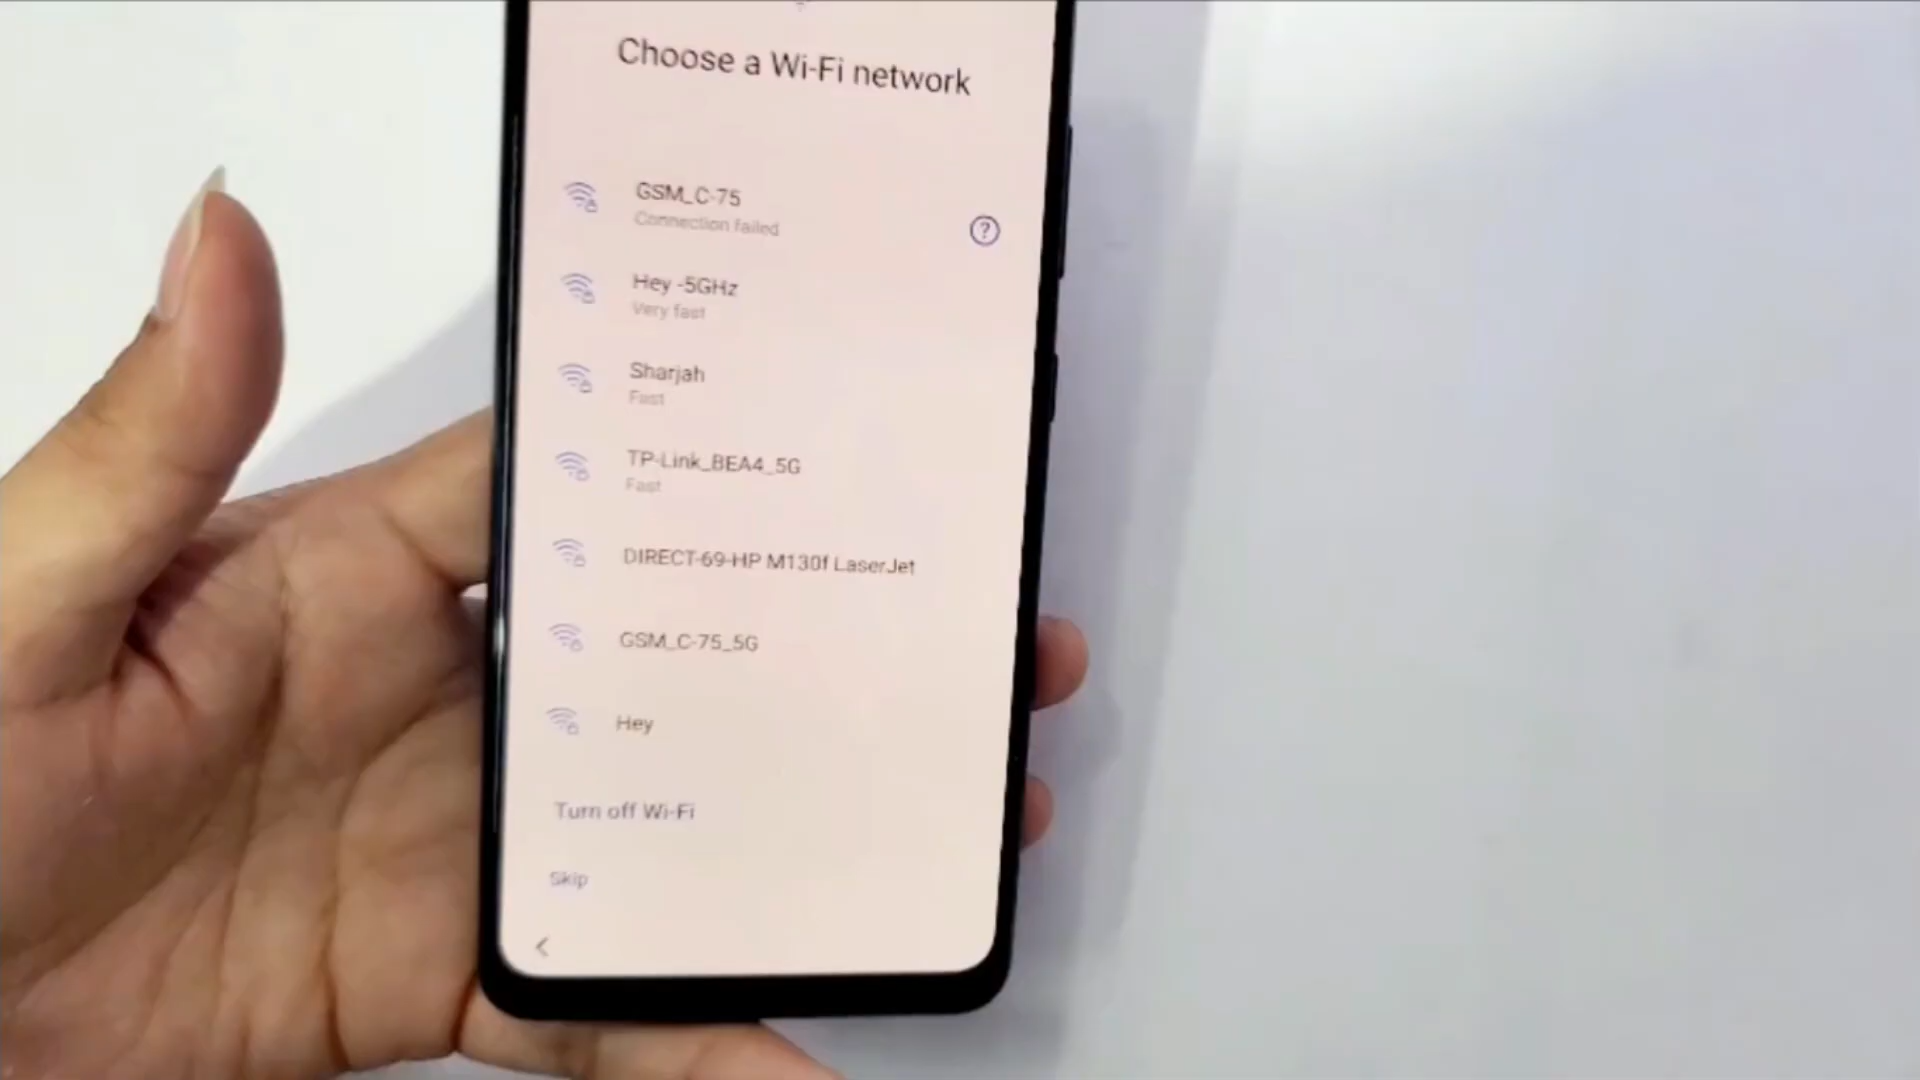 Choose a Wi-Fi network
GSM_C-75
Connection failed
?
Hey -5GHz
Very fast
Sharjah
Fast
TP-Link_BEA4_5G
Fast
DIRECT-69-HP M130f LaserJet
GSM_C-75_5G
Hey
Turn off Wi-Fi
Skip